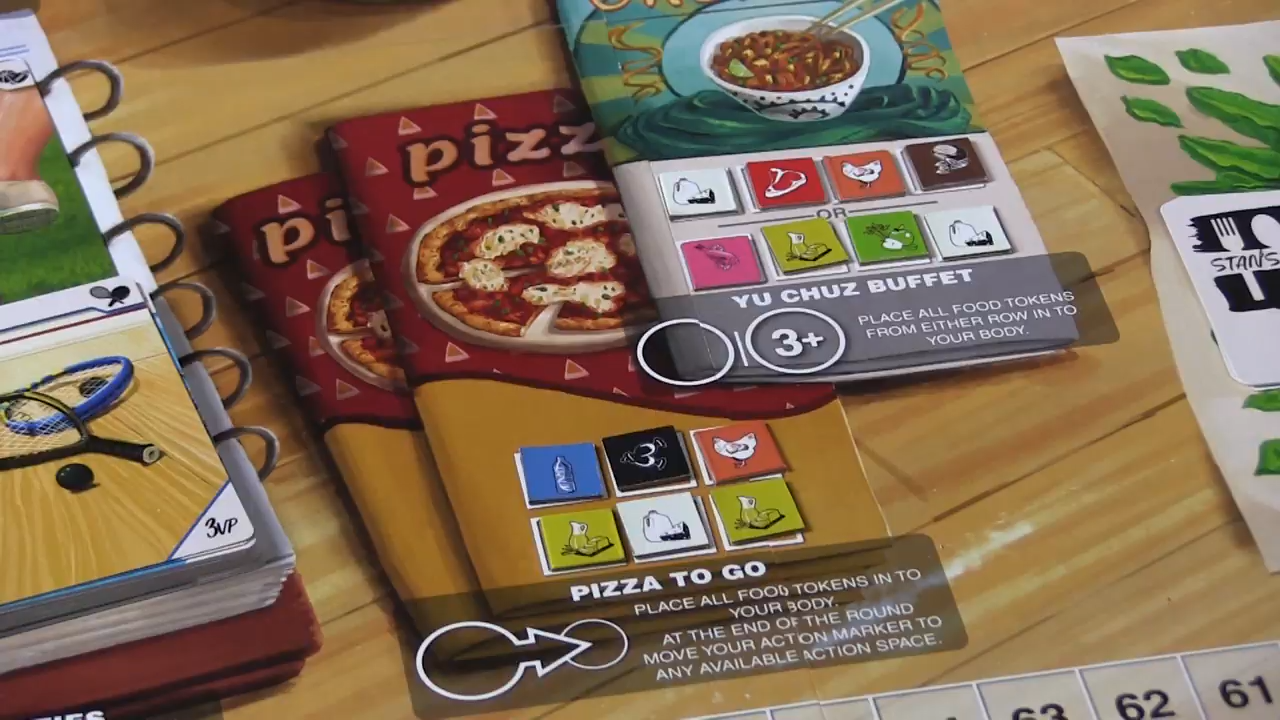 pizz
pi
OR
YU CHUZ BUFFET
3+
PLACE ALL FOOD TOKENS
FROM EITHER ROW IN TO
YOUR BODY.
STAN'S
3
3VP
PIZZA TO GO
PLACE ALL FOOD TOKENS IN TO
YOUR BODY.
AT THE END OF THE ROUND
MOVE YOUR ACTION MARKER TO
ANY AVAILABLE ACTION SPACE.
63 62 61